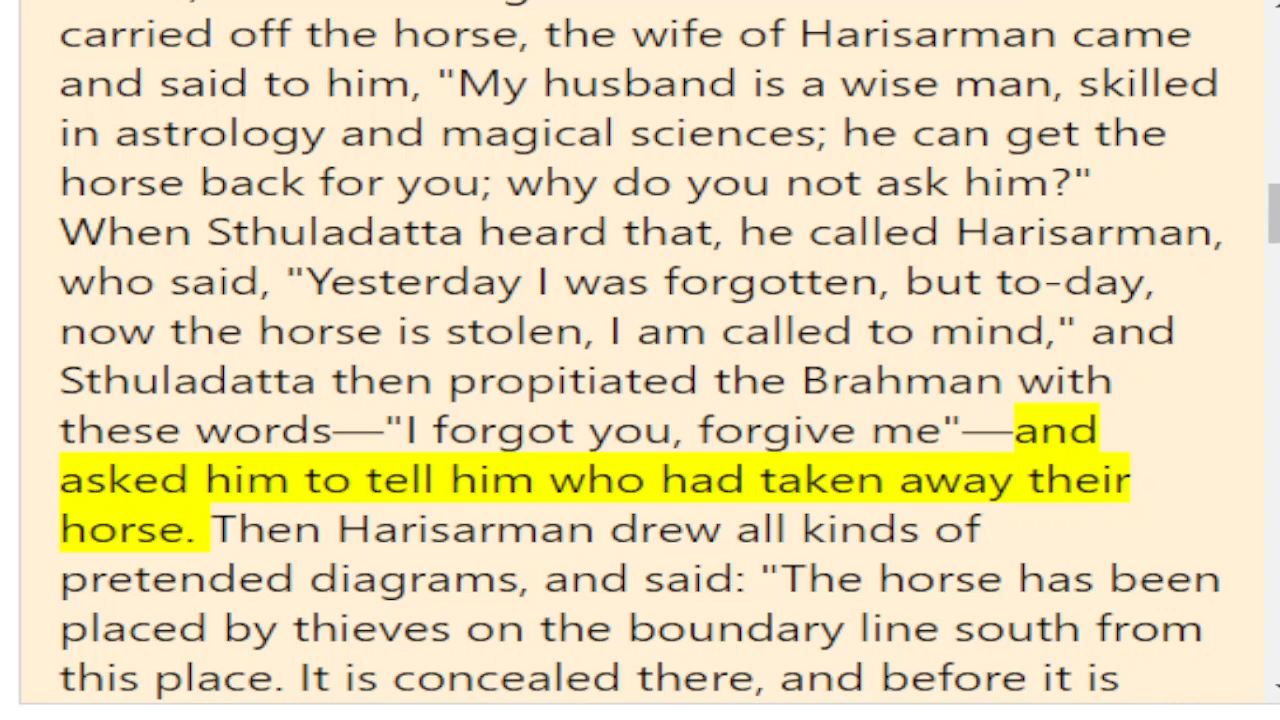 carried off the horse, the wife of Harisarman came
and said to him, "My husband is a wise man, skilled
in astrology and magical sciences; he can get the
horse back for you; why do you not ask him?"
When Sthuladatta heard that, he called Harisarman,
who said, "Yesterday I was forgotten, but to-day,
now the horse is stolen, I am called to mind," and
Sthuladatta then propitiated the Brahman with
these words—"I forgot you, forgive me"—and
asked him to tell him who had taken away their
horse. Then Harisarman drew all kinds of
pretended diagrams, and said: "The horse has been
placed by thieves on the boundary line south from
this place. It is concealed there, and before it is